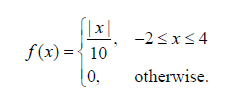 f(x) = { |x|/10, -2 ≤ x ≤ 4
0, otherwise.